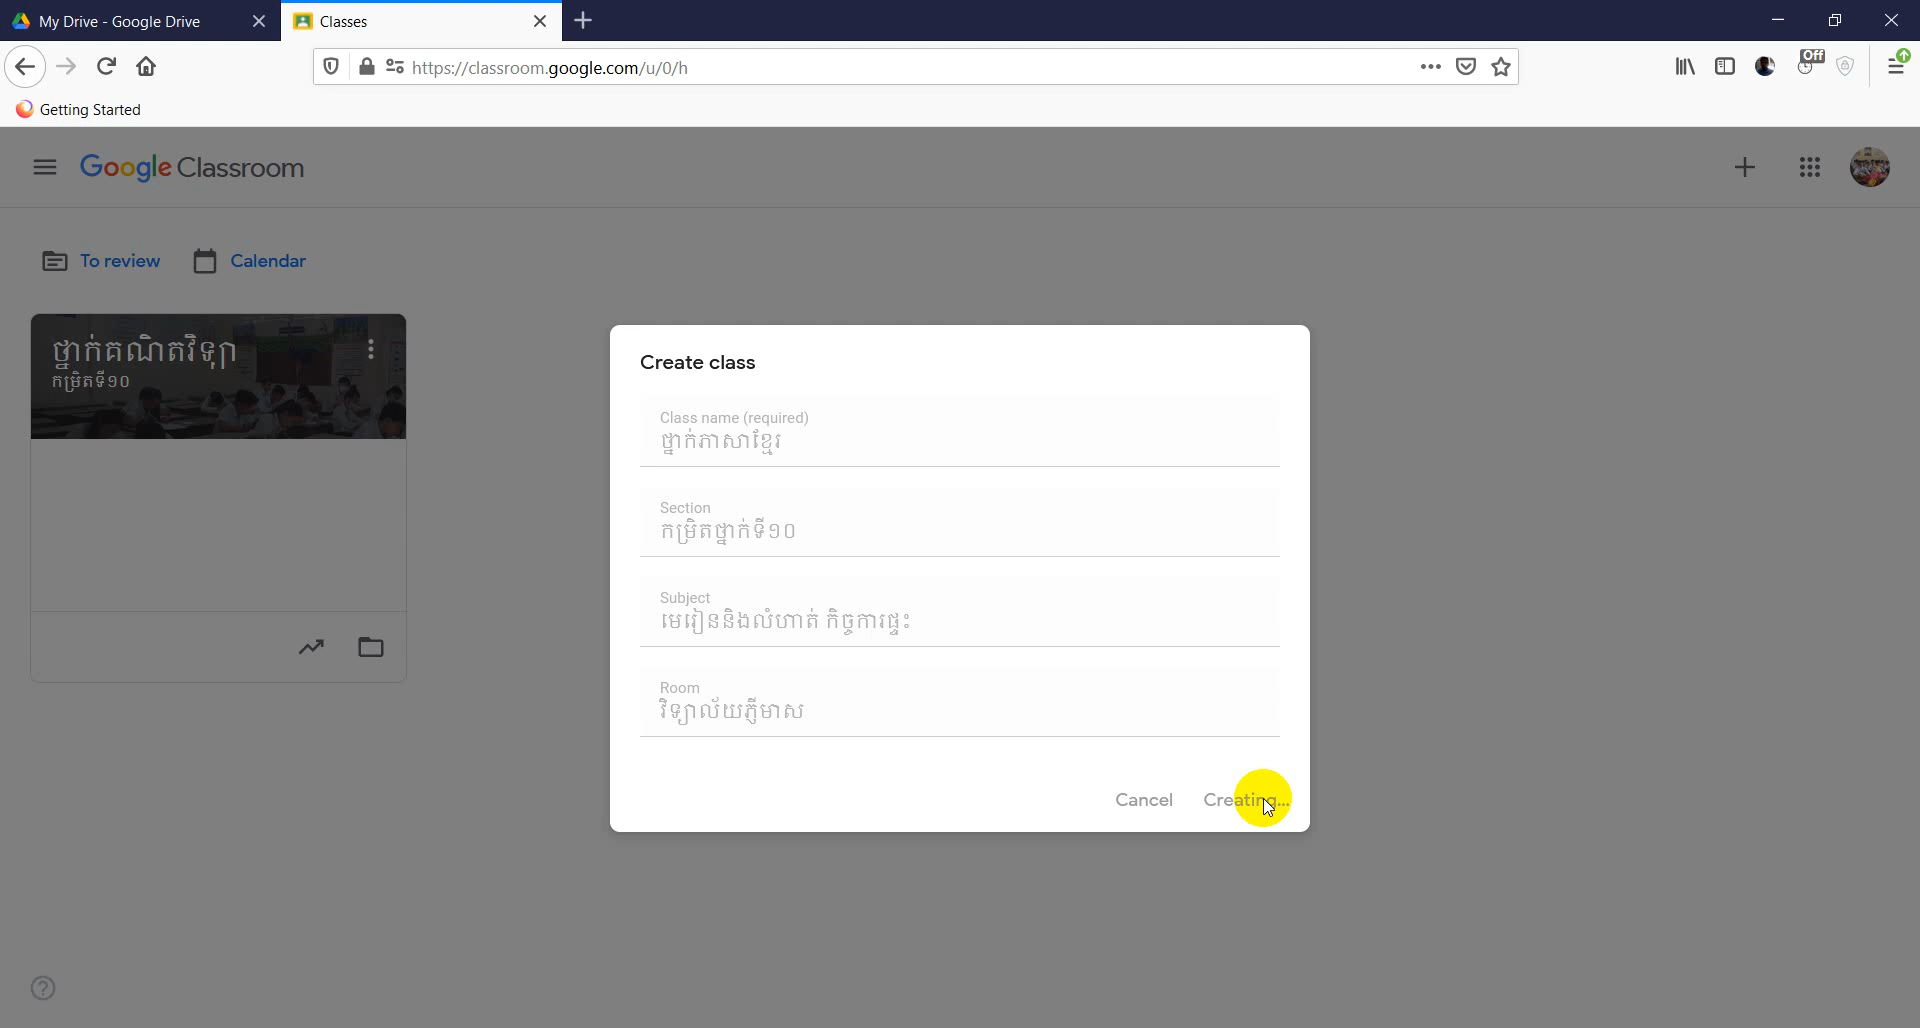 My Drive - Google Drive
Classes
https://classroom.google.com/u/0/h
Off
Getting Started
Google Classroom
To review
Calendar
ថ្នាក់គណិតវិទ្យា
កម្រិតទី១០
Create class
Class name (required)
ថ្នាក់ភាសាខ្មែរ
Section
កម្រិតថ្នាក់ទី១០
Subject
មេរៀននិងលំហាត់ កិច្ចការផ្ទះ
Room
វិទ្យាល័យភ្ញីមាស
Cancel
Creating...